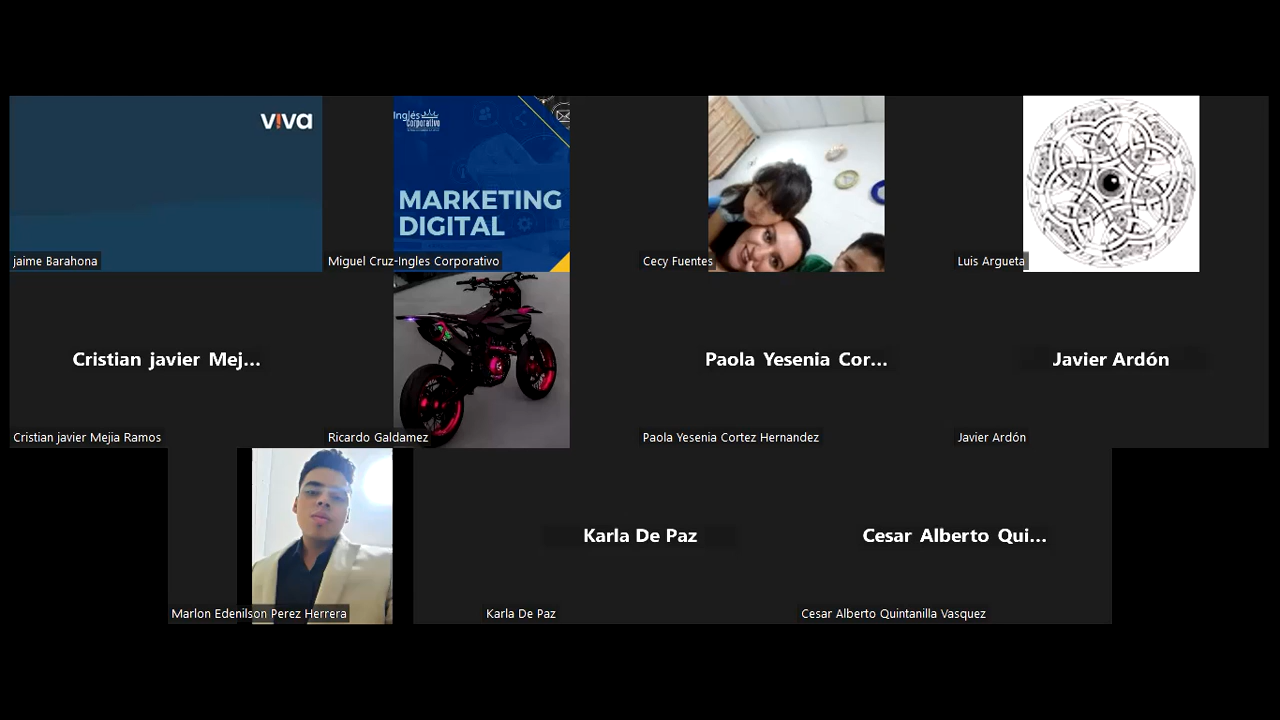 v!va
jaime Barahona
Inglés
Corporativo
MARKETING
DIGITAL
Miguel Cruz-Ingles Corporativo
Cecy Fuentes
Luis Argueta
Cristian javier Mej...
Cristian javier Mejia Ramos
Ricardo Galdamez
Paola Yesenia Cor...
Paola Yesenia Cortez Hernandez
Javier Ardón
Javier Ardón
Marlon Edenilson Perez Herrera
Karla De Paz
Karla De Paz
Cesar Alberto Qui...
Cesar Alberto Quintanilla Vasquez